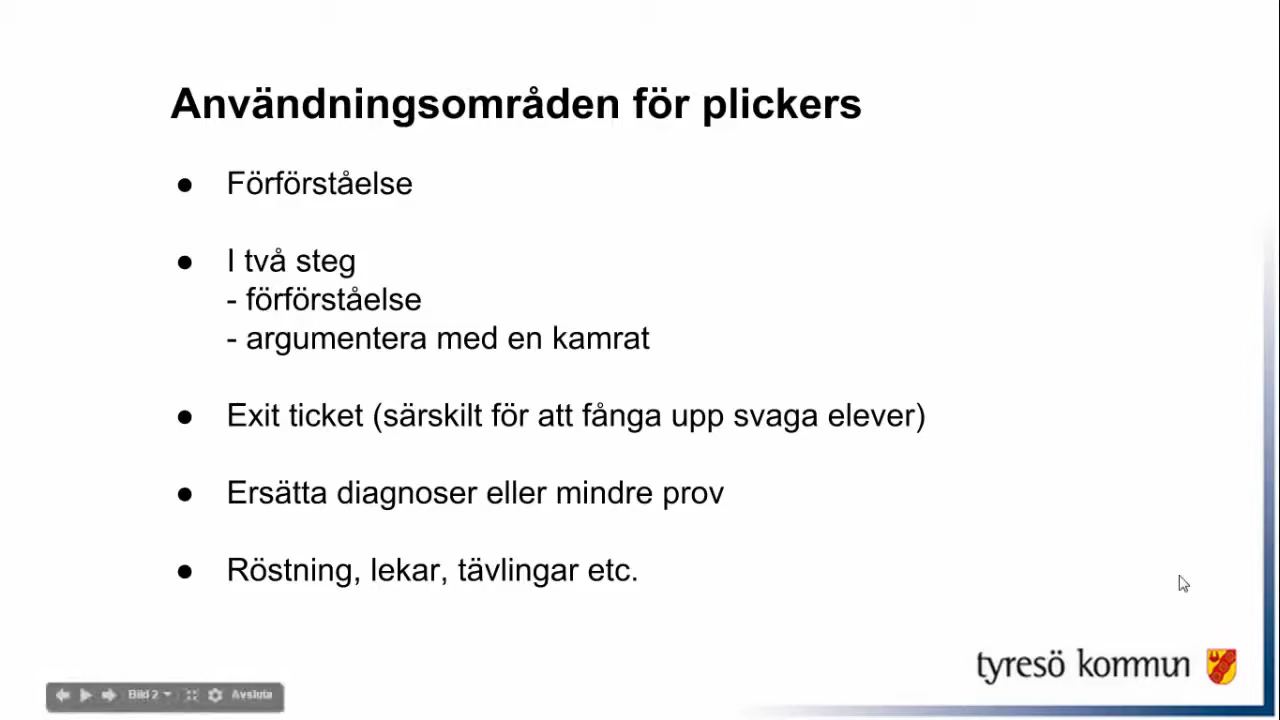 Användningsområden för plickers
● Förförståelse
● I två steg
- förförståelse
- argumentera med en kamrat
● Exit ticket (särskilt för att fånga upp svaga elever)
● Ersätta diagnoser eller mindre prov
● Röstning, lekar, tävlingar etc.
tyresö kommun
Bild 2 Avsluta